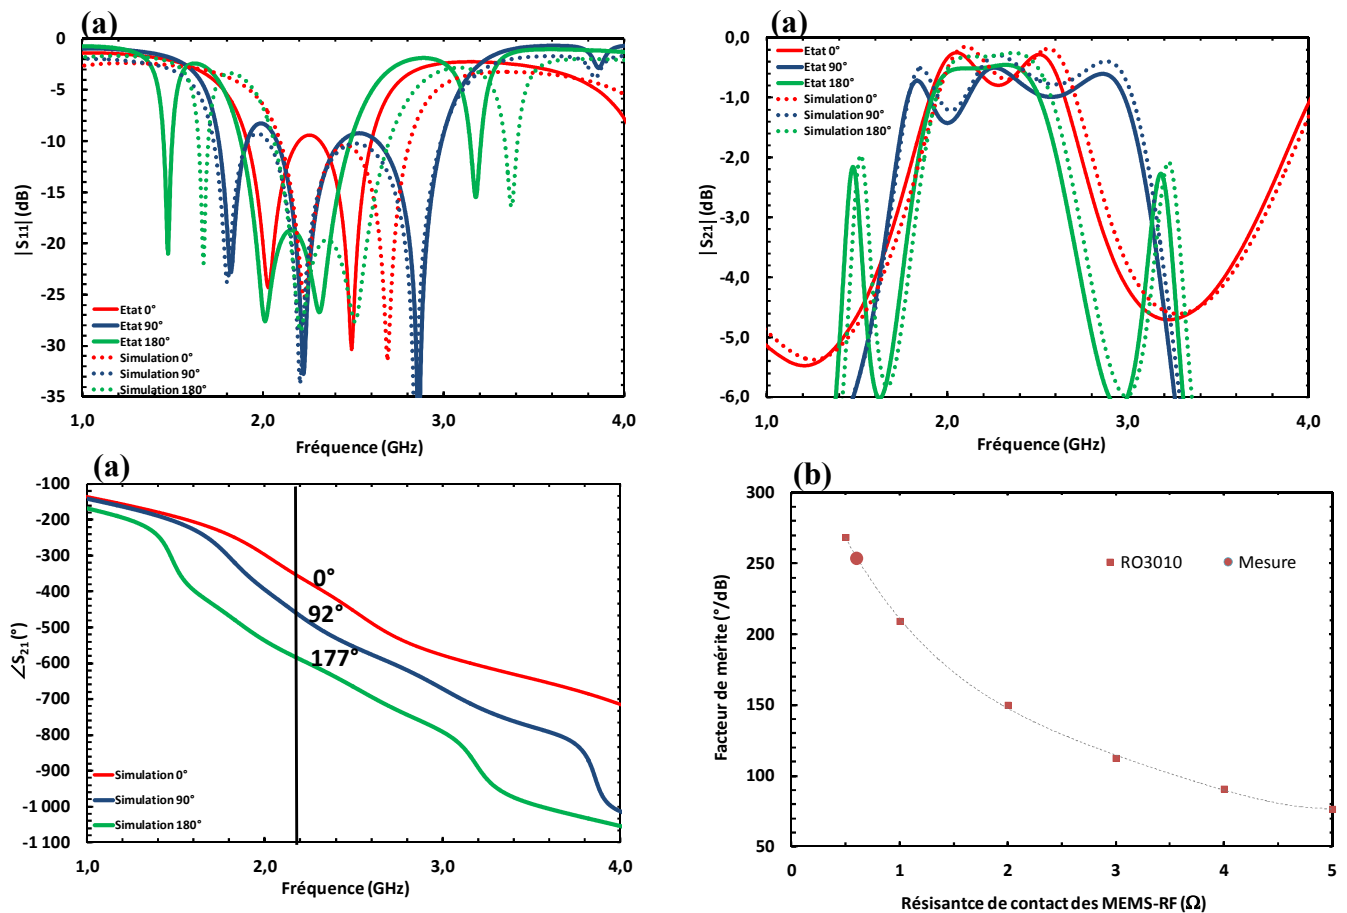 (a)
0
-5
-10
-15
-20
-25
-30
-35
|S11| (dB)
Etat 0°
Etat 90°
Etat 180°
Simulation 0°
Simulation 90°
Simulation 180°
1,0
2,0
3,0
4,0
Fréquence (GHz)
(a)
0,0
-1,0
-2,0
-3,0
-4,0
-5,0
-6,0
|S21| (dB)
Etat 0°
Etat 90°
Etat 180°
Simulation 0°
Simulation 90°
Simulation 180°
1,0
2,0
3,0
4,0
Fréquence (GHz)
(a)
-100
-200
-300
-400
-500
-600
-700
-800
-900
-1 000
-1 100
∠S21 (°)
0°
92°
177°
Simulation 0°
Simulation 90°
Simulation 180°
1,0
2,0
3,0
4,0
Fréquence (GHz)
(b)
300
250
200
150
100
50
Facteur de mérite (°/dB)
RO3010
Mesure
0
1
2
3
4
5
Résisantce de contact des MEMS-RF (Ω)